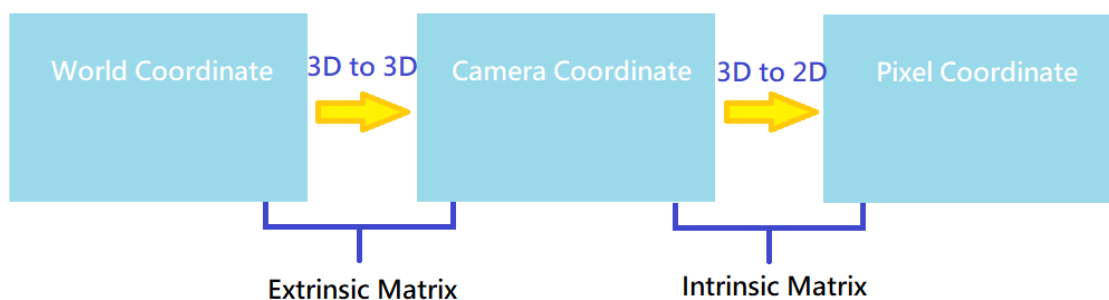 World Coordinate
3D to 3D
Camera Coordinate
3D to 2D
Pixel Coordinate
Extrinsic Matrix
Intrinsic Matrix